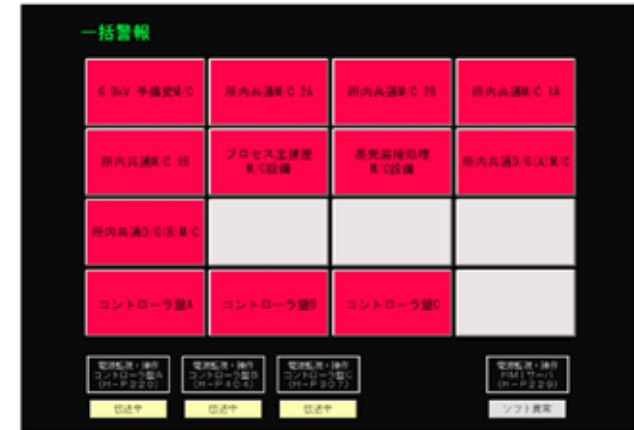 一括警報
6.9kV 予備変M/C
所内共通M/C 2A
所内共通M/C 2B
所内共通M/C 1A
所内共通M/C 1B
プロセス主建屋
M/C設備
蒸発濃縮処理
M/C設備
所内共通D/G(A)M/C
所内共通D/G(B)M/C
コントローラ盤A
コントローラ盤B
コントローラ盤C
電源監視・操作
コントローラ盤A
(H-P220)
電源監視・操作
コントローラ盤B
(H-P404)
電源監視・操作
コントローラ盤C
(H-P307)
電源監視・操作
HMIサーバ
(H-P229)
伝送中
伝送中
伝送中
ソフト異常